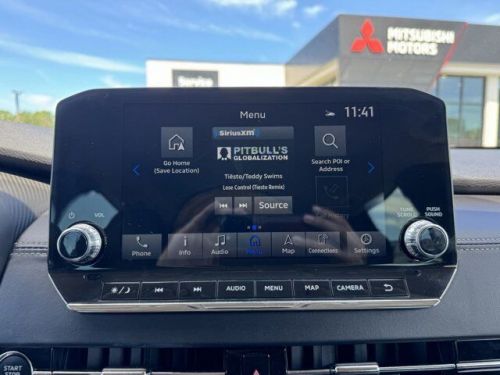 MITSUBISHI
MOTORS
Service
Menu
11:41
Go Home
(Save Location)
SiriusXM
PITBULL'S
GLOBALIZATION
Tiësto/Teddy Swims
Lose Control (Tiësto Remix)
Source
Search POI or
Address
VOL
TUNE
SCROLL
PUSH
SOUND
Phone
Info
Audio
Menu
Map
Connections
Settings
AUDIO
MENU
MAP
CAMERA
START